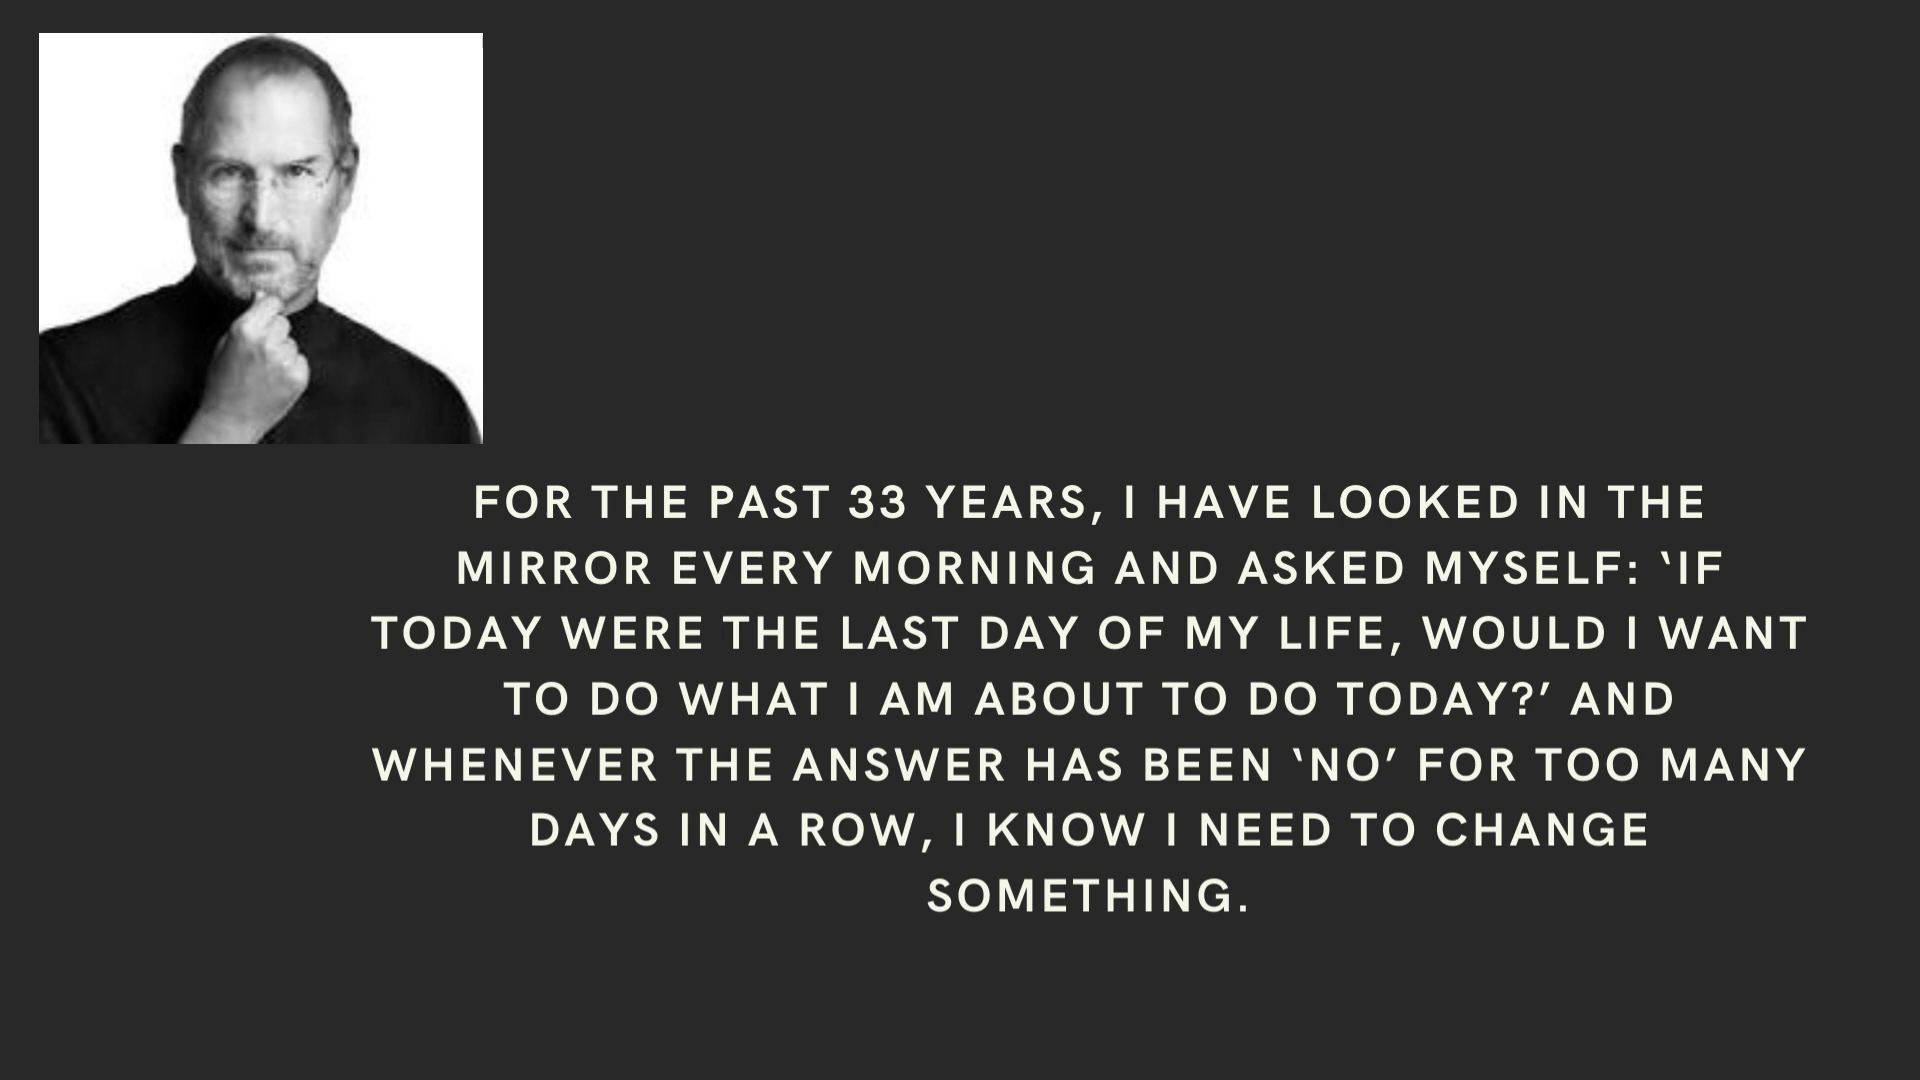 FOR THE PAST 33 YEARS, I HAVE LOOKED IN THE
MIRROR EVERY MORNING AND ASKED MYSELF: ‘IF
TODAY WERE THE LAST DAY OF MY LIFE, WOULD I WANT
TO DO WHAT I AM ABOUT TO DO TODAY?’ AND
WHENEVER THE ANSWER HAS BEEN ‘NO’ FOR TOO MANY
DAYS IN A ROW, I KNOW I NEED TO CHANGE
SOMETHING.